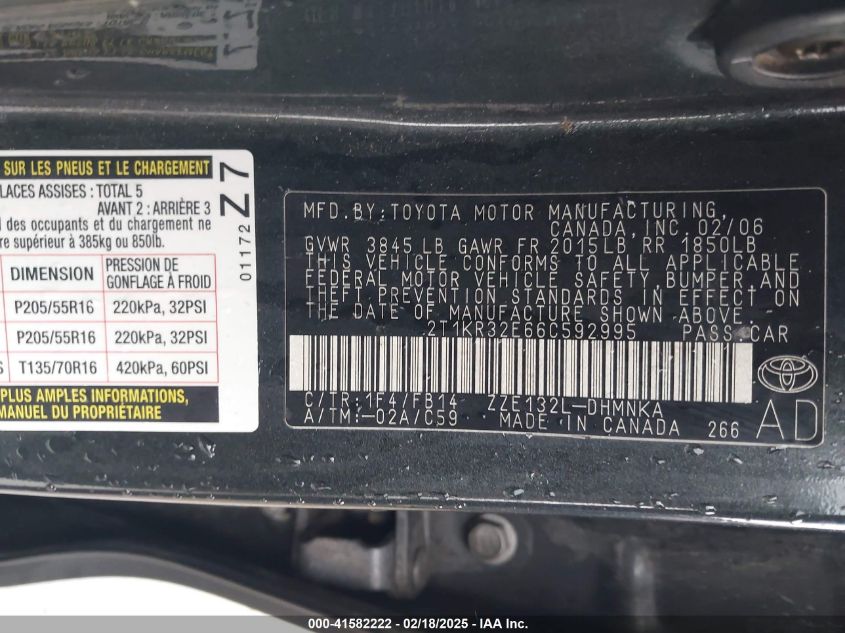 SUR LES PNEUS ET LE CHARGEMENT
PLACES ASSISES : TOTAL 5
AVANT 2 : ARRIÈRE 3
des occupants et du chargement ne
supérieur à 385kg ou 850lb.
DIMENSION
PRESSION DE
GONFLAGE À FROID
P205/55R16 220kPa, 32PSI
P205/55R16 220kPa, 32PSI
T135/70R16 420kPa, 60PSI
PLUS AMPLES INFORMATIONS,
MANUEL DU PROPRIÉTAIRE
01172 Z 7
MFD.BY:TOYOTA MOTOR MANUFACTURING,
CANADA,INC.02/06
GVWR 3845LB GAWR FR 2015LB RR 1850LB
THIS VEHICLE CONFORMS TO ALL APPLICABLE
FEDERAL MOTOR VEHICLE SAFETY,BUMPER,AND
THEFT PREVENTION STANDARDS IN EFFECT ON
THE DATE OF MANUFACTURE SHOWN ABOVE.
2T1KR32E66C592995 PASS.CAR
C/TR:1F4/FB14 ZZE132L-DHMNKA
A/TM:-02A/C59 MADE IN CANADA 266
AD
TOYOTA
000-41582222 - 02/18/2025 - IAA Inc.